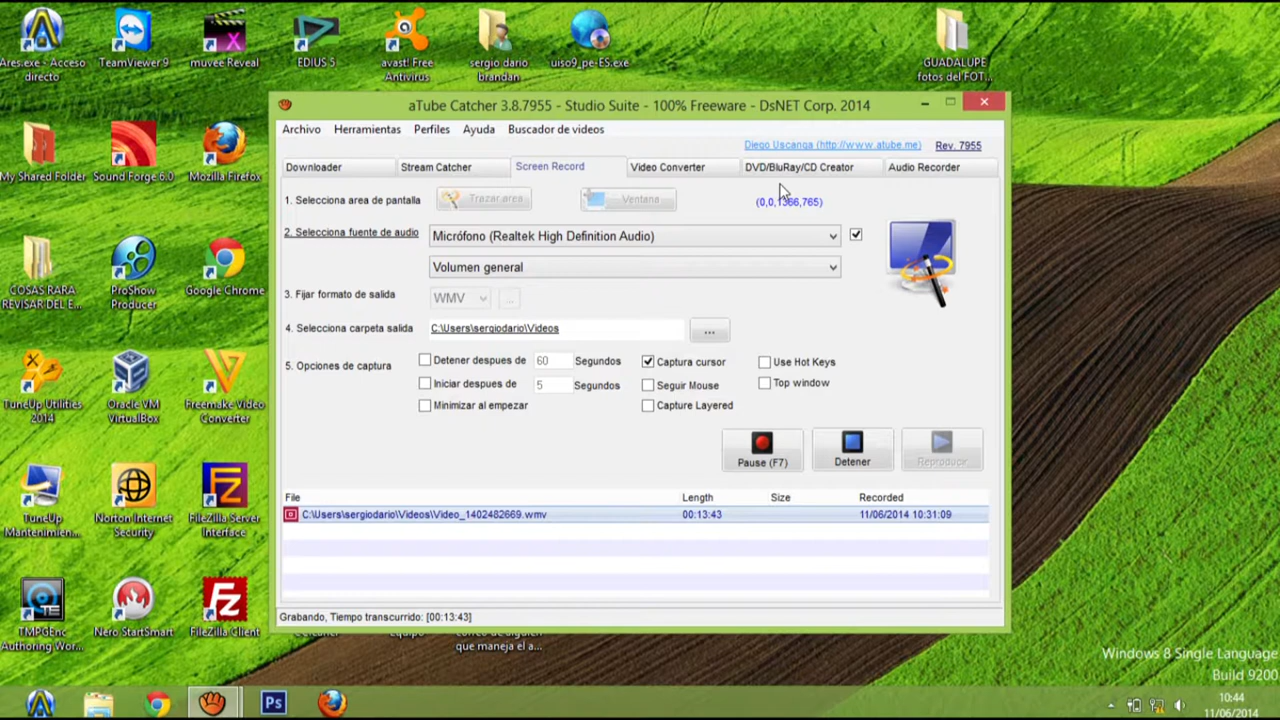 Ares.exe - Acceso directo
TeamViewer 9
muvee Reveal
EDIUS 5
avast! Free Antivirus
sergio dario brandan
uiso9_pe-ES.exe
GUADALUPE fotos del FOT...
My Shared Folder
Sound Forge 6.0
Mozilla Firefox
COSAS RARA REVISAR DEL E...
ProShow Producer
Google Chrome
TuneUp Utilities 2014
Oracle VM VirtualBox
Freemake Video Converter
TuneUp Mantenimien...
Norton Internet Security
FileZilla Server Interface
TMPGEnc Authoring Wor...
Nero StartSmart
FileZilla Client
que maneja el a...
aTube Catcher 3.8.7955 - Studio Suite - 100% Freeware - DsNET Corp. 2014
Archivo Herramientas Perfiles Ayuda Buscador de videos
Diego Uscanga (http://www.atube.me) Rev. 7955
Downloader Stream Catcher Screen Record Video Converter DVD/BluRay/CD Creator Audio Recorder
1. Selecciona area de pantalla Trazar area Ventana (0,0,1366,765)
2. Selecciona fuente de audio Micrófono (Realtek High Definition Audio)
Volumen general
3. Fijar formato de salida WMV ...
4. Selecciona carpeta salida C:\Users\sergiodario\Videos ...
5. Opciones de captura
Detener despues de 60 Segundos Captura cursor Use Hot Keys
Iniciar despues de 5 Segundos Seguir Mouse Top window
Minimizar al empezar Capture Layered
Pause (F7) Detener Reproducir
File Length Size Recorded
C:\Users\sergiodario\Videos\Video_1402482669.wmv 00:13:43 11/06/2014 10:31:09
Grabando, Tiempo transcurrido: [00:13:43]
Windows 8 Single Language
Build 9200
Ps
10:44
11/06/2014